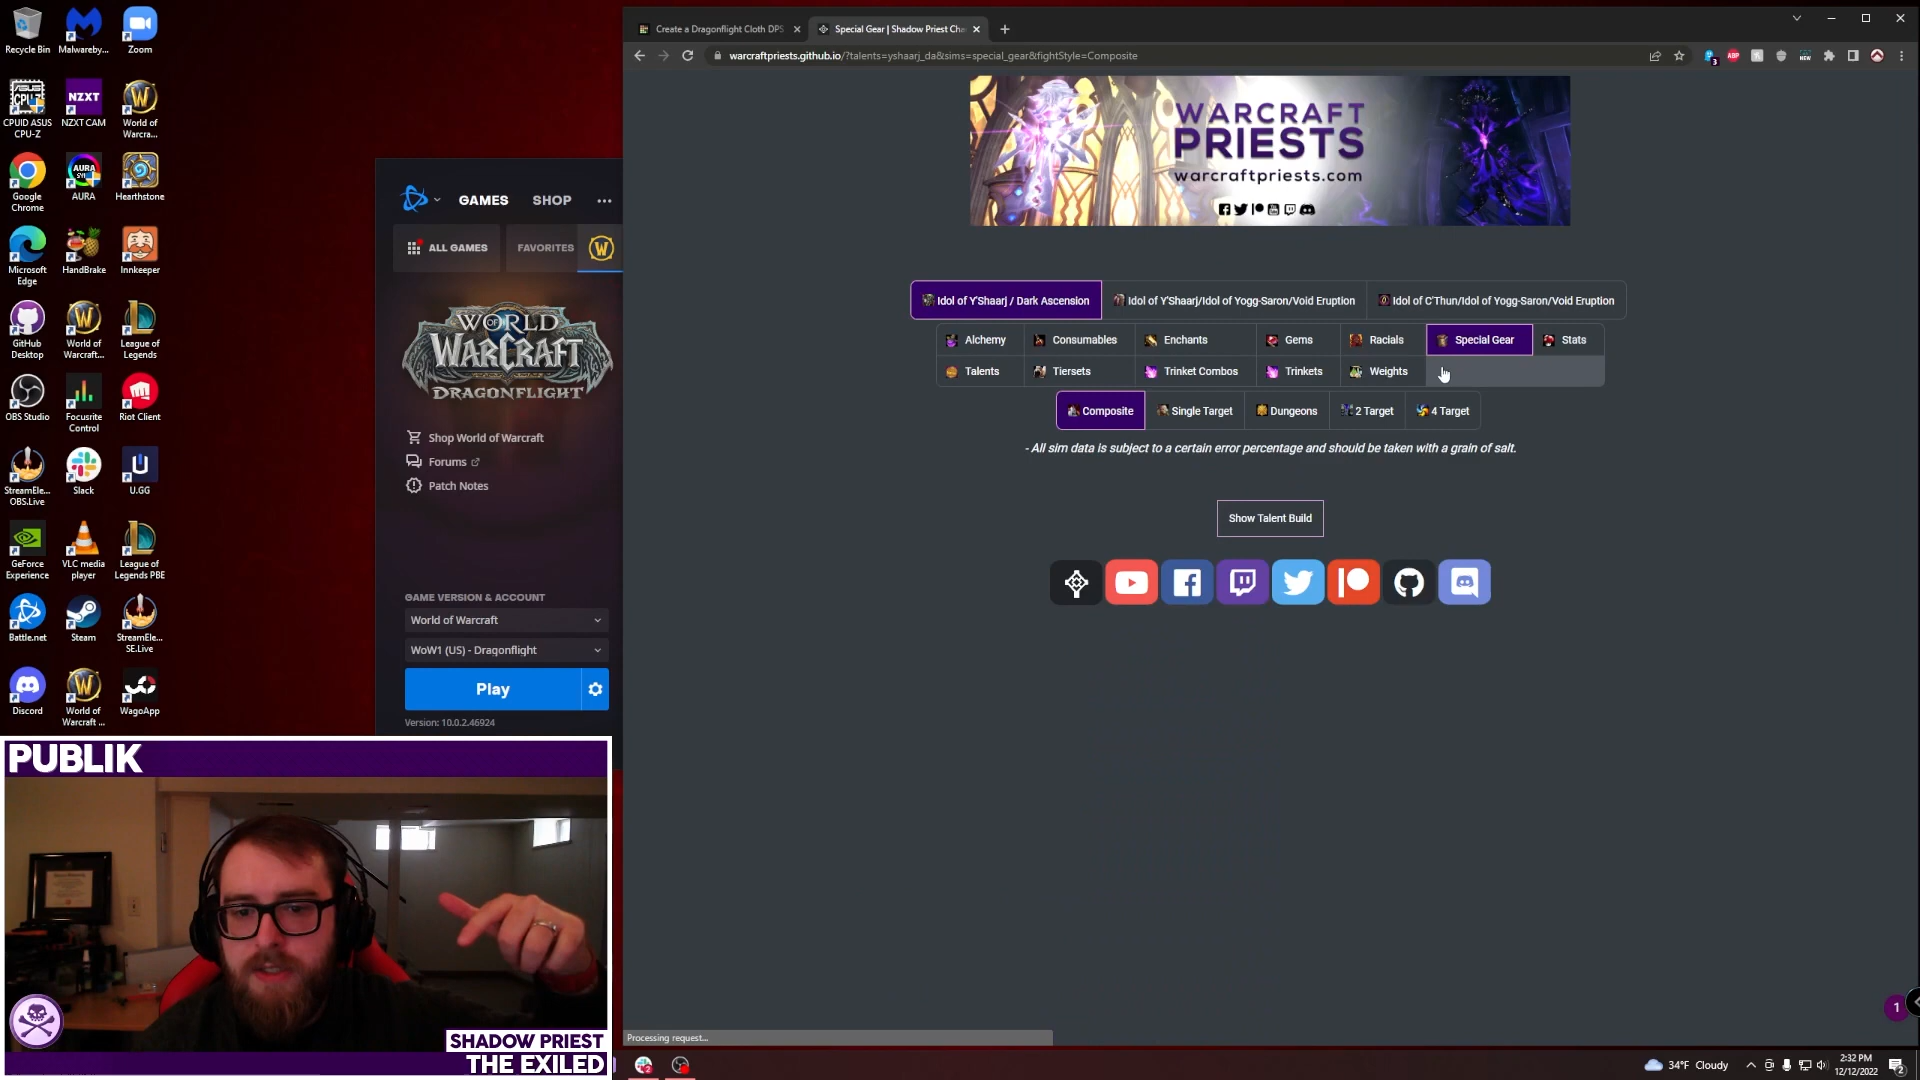 Recycle Bin
Malwareby...
Zoom
CPUID ASUS
CPU-Z
NZXT
NZXT CAM
World of
Warcra...
Google
Chrome
AURA
Hearthstone
Microsoft
Edge
HandBrake
Innkeeper
GitHub
Desktop
World of
Warcraft...
League of
Legends
OBS Studio
Focusrite
Control
Riot Client
StreamEle...
OBS.Live
Slack
U.GG
GeForce
Experience
VLC media
player
League of
Legends PBE
Battle.net
Steam
StreamEle...
SE.Live
Discord
World of
Warcraft ...
WagoApp
GAMES
SHOP
...
ALL GAMES
FAVORITES
WORLD
OF
WARCRAFT
DRAGONFLIGHT
Shop World of Warcraft
Forums
Patch Notes
GAME VERSION & ACCOUNT
World of Warcraft
WoW1 (US) - Dragonflight
Play
Version: 10.0.2.46924
Create a Dragonflight Cloth DPS
Special Gear | Shadow Priest Cha
warcraftpriests.github.io/?talents=yshaarj_da&sims=special_gear&fightStyle=Composite
3
ABP
NEW
WARCRAFT
PRIESTS
warcraftpriests.com
Idol of Y'Shaarj / Dark Ascension
Idol of Y'Shaarj/Idol of Yogg-Saron/Void Eruption
Idol of C'Thun/Idol of Yogg-Saron/Void Eruption
Alchemy
Consumables
Enchants
Gems
Racials
Special Gear
Stats
Talents
Tiersets
Trinket Combos
Trinkets
Weights
Composite
Single Target
Dungeons
2 Target
4 Target
- All sim data is subject to a certain error percentage and should be taken with a grain of salt.
Show Talent Build
1
Processing request...
PUBLIK
SHADOW PRIEST
THE EXILED
2
34°F Cloudy
2:32 PM
12/12/2022
2